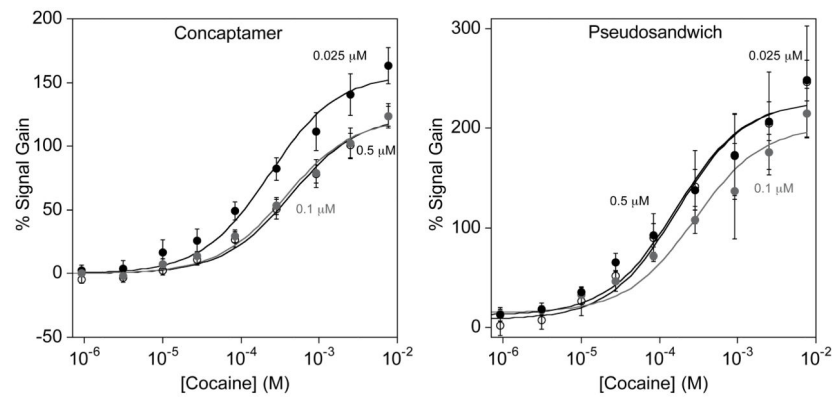 Concaptamer
200
150
100
50
0
-50
% Signal Gain
0.025 μM
0.5 μM
0.1 μM
10-6
10-5
10-4
10-3
10-2
[Cocaine] (M)
Pseudosandwich
300
200
100
0
% Signal Gain
0.025 μM
0.5 μM
0.1 μM
10-6
10-5
10-4
10-3
10-2
[Cocaine] (M)